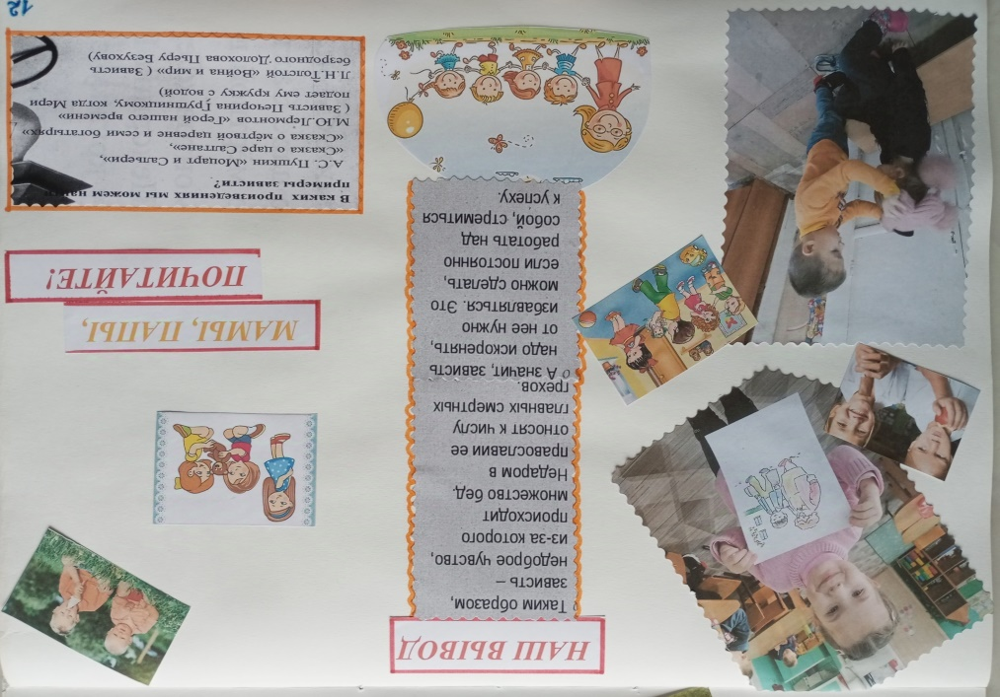 НАШ ВЫВОД
Таким образом,
зависть –
недоброе чувство,
из-за которого
происходит
множество бед.
Недаром в
православии ее
относят к числу
главных смертных
грехов.
А значит, зависть
надо искоренять,
от нее нужно
избавляться. Это
можно сделать,
если постоянно
работать над
собой, стремиться
к успеху.
МАМЫ, ПАПЫ,
ПОЧИТАЙТЕ!
В каких произведениях мы можем найти
примеры зависти?
А. С. Пушкин «Моцарт и Сальери»,
«Сказка о царе Салтане»,
«Сказка о мёртвой царевне и семи богатырях»
М.Ю.Лермонтов «Герой нашего времени»
( Зависть Печорина Грушницкому, когда Мери
подает ему кружку с водой)
Л.Н.Толстой «Война и мир» ( Зависть
безродного Долохова Пьеру Безухову)
12